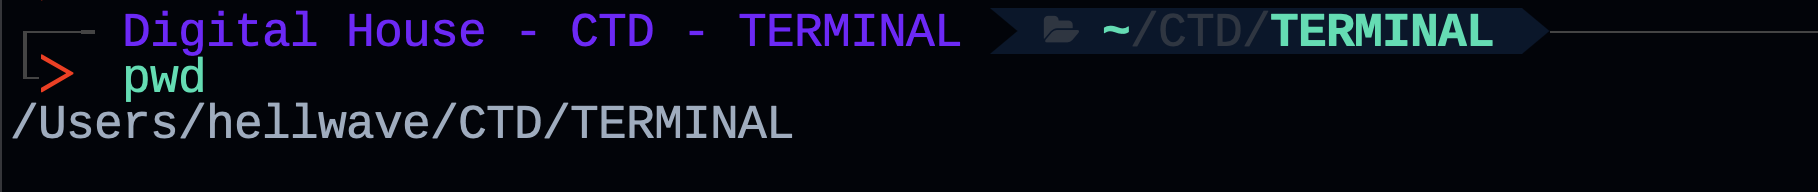 Digital House - CTD - TERMINAL ~/CTD/TERMINAL
> pwd
/Users/hellwave/CTD/TERMINAL